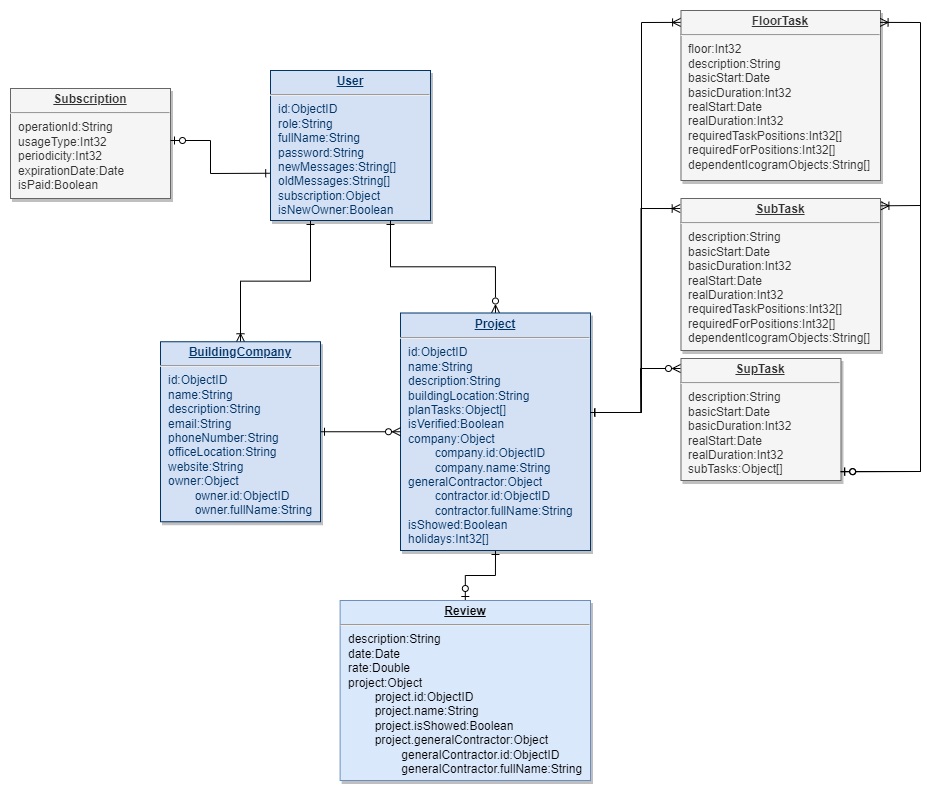 Subscription
operationId:String
usageType:Int32
periodicity:Int32
expirationDate:Date
isPaid:Boolean
User
id:ObjectID
role:String
fullName:String
password:String
newMessages:String[]
oldMessages:String[]
subscription:Object
isNewOwner:Boolean
BuildingCompany
id:ObjectID
name:String
description:String
email:String
phoneNumber:String
officeLocation:String
website:String
owner:Object
owner.id:ObjectID
owner.fullName:String
Project
id:ObjectID
name:String
description:String
buildingLocation:String
planTasks:Object[]
isVerified:Boolean
company:Object
company.id:ObjectID
company.name:String
generalContractor:Object
contractor.id:ObjectID
contractor.fullName:String
isShowed:Boolean
holidays:Int32[]
Review
description:String
date:Date
rate:Double
project:Object
project.id:ObjectID
project.name:String
project.isShowed:Boolean
project.generalContractor:Object
generalContractor.id:ObjectID
generalContractor.fullName:String
FloorTask
floor:Int32
description:String
basicStart:Date
basicDuration:Int32
realStart:Date
realDuration:Int32
requiredTaskPositions:Int32[]
requiredForPositions:Int32[]
dependentIcogramObjects:String[]
SubTask
description:String
basicStart:Date
basicDuration:Int32
realStart:Date
realDuration:Int32
requiredTaskPositions:Int32[]
requiredForPositions:Int32[]
dependentIcogramObjects:String[]
SupTask
description:String
basicStart:Date
basicDuration:Int32
realStart:Date
realDuration:Int32
subTasks:Object[]